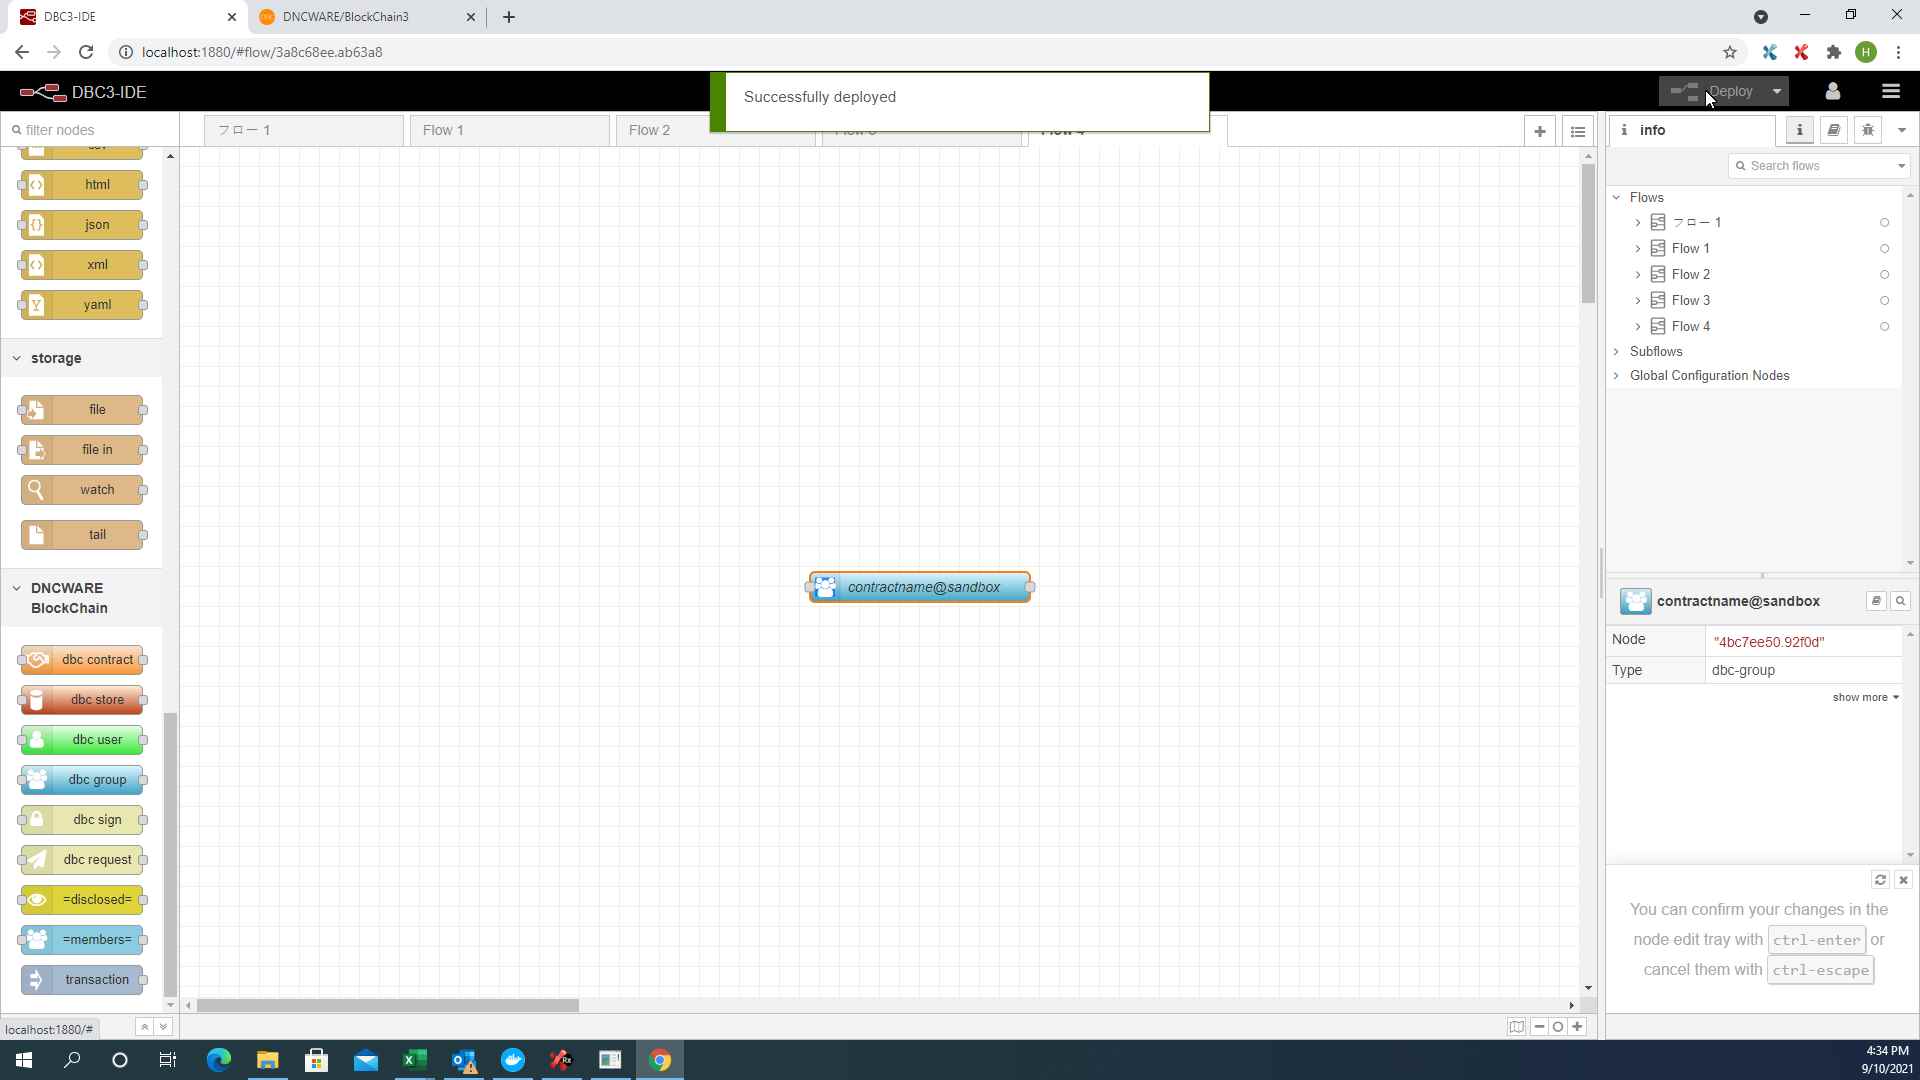 DBC3-IDE
DNCWARE/BlockChain3
localhost:1880/#flow/3a8c68ee.ab63a8
H
DBC3-IDE
Successfully deployed
Deploy
filter nodes
フロー 1
Flow 1
Flow 2
info
Search flows
html
json
xml
yaml
storage
file
file in
watch
tail
DNCWARE
BlockChain
dbc contract
dbc store
dbc user
dbc group
dbc sign
dbc request
=disclosed=
=members=
transaction
contractname@sandbox
Flows
フロー 1
Flow 1
Flow 2
Flow 3
Flow 4
Subflows
Global Configuration Nodes
contractname@sandbox
Node "4bc7ee50.92f0d"
Type dbc-group
show more
You can confirm your changes in the
node edit tray with ctrl-enter or
cancel them with ctrl-escape
localhost:1880/#
4:34 PM
9/10/2021